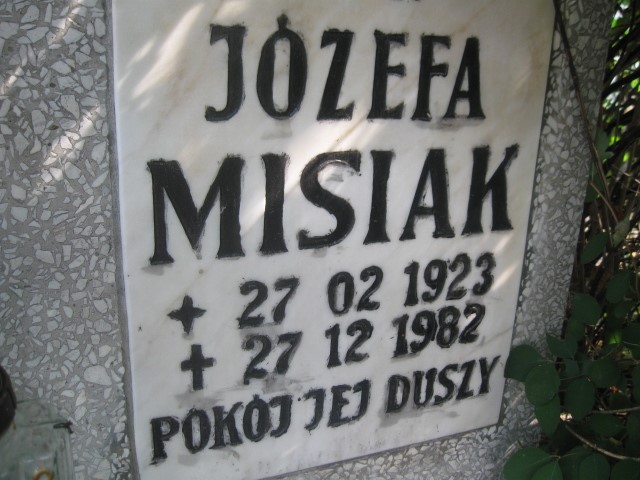 JÓZEFA
MISIAK
+ 27 02 1923
+ 27 12 1982
POKÓJ JEJ DUSZY